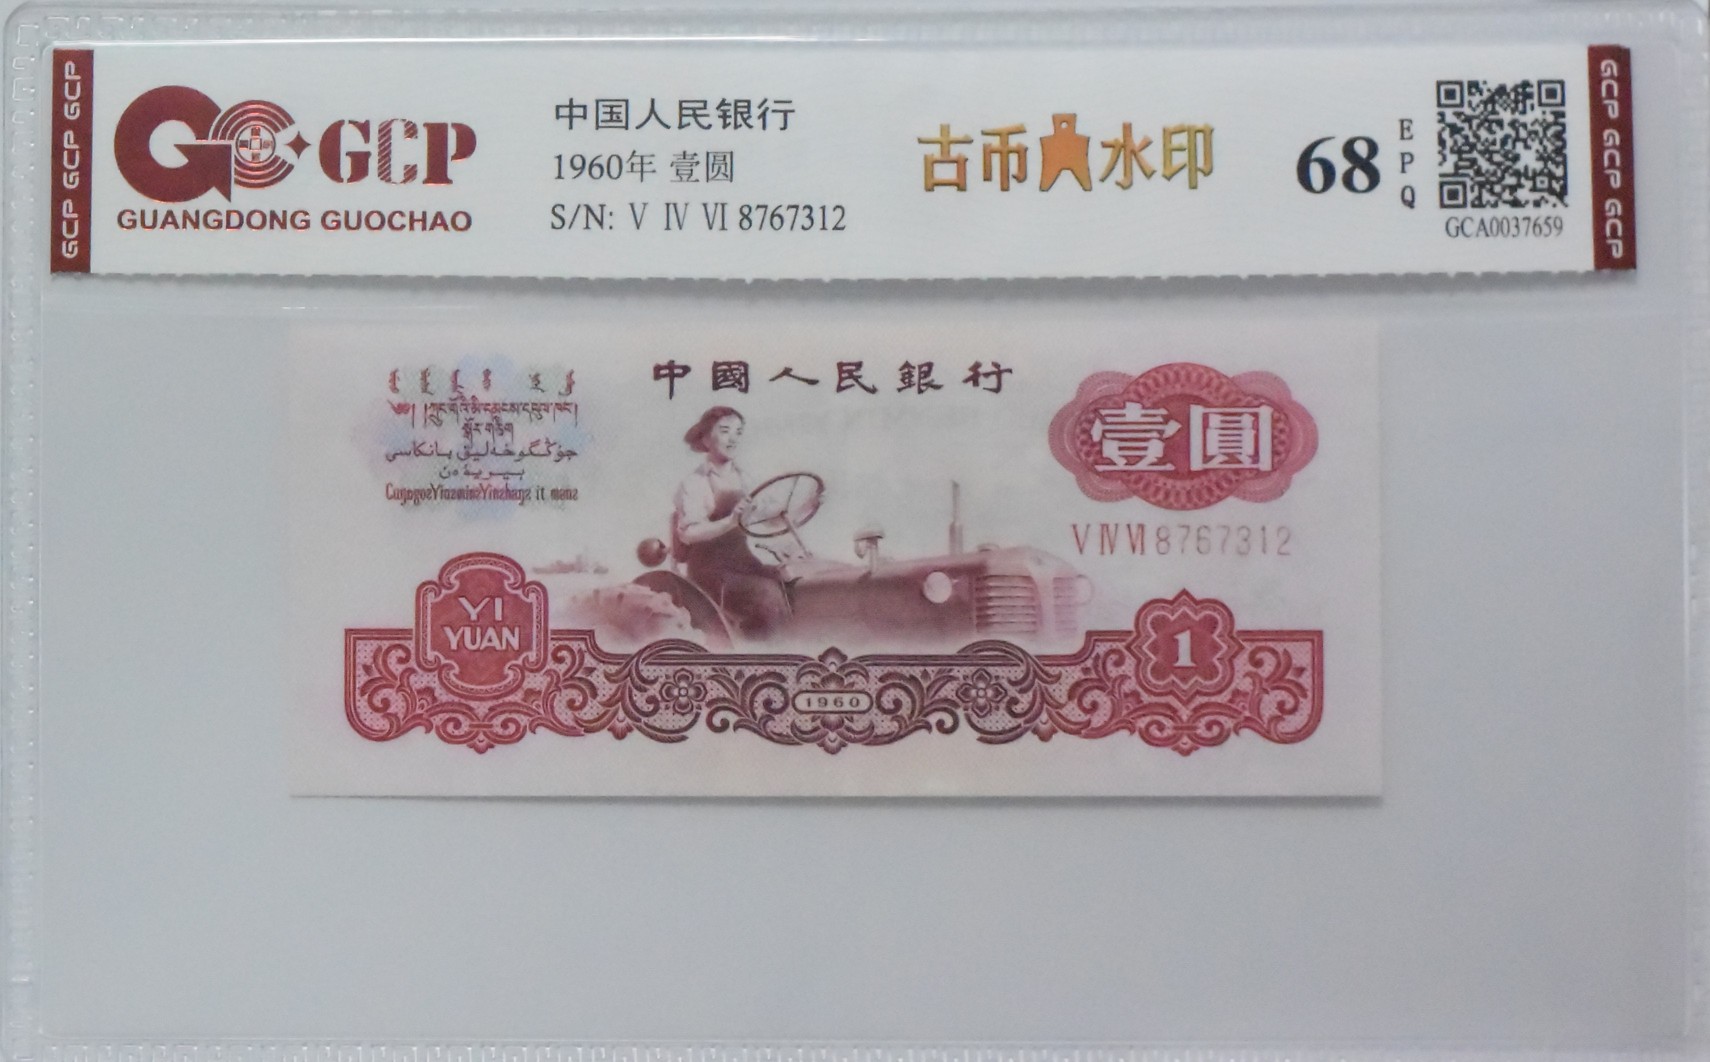 GCP GCP GCP
GCP
GUANGDONG GUOCHAO
中国人民银行
1960年 壹圆
S/N: Ⅴ Ⅳ Ⅵ 8767312
古币水印
68
EPQ
GCA0037659
GCP GCP GCP
中國人民銀行
壹圓
Ⅴ Ⅳ Ⅵ 8767312
YI
YUAN
1
1960